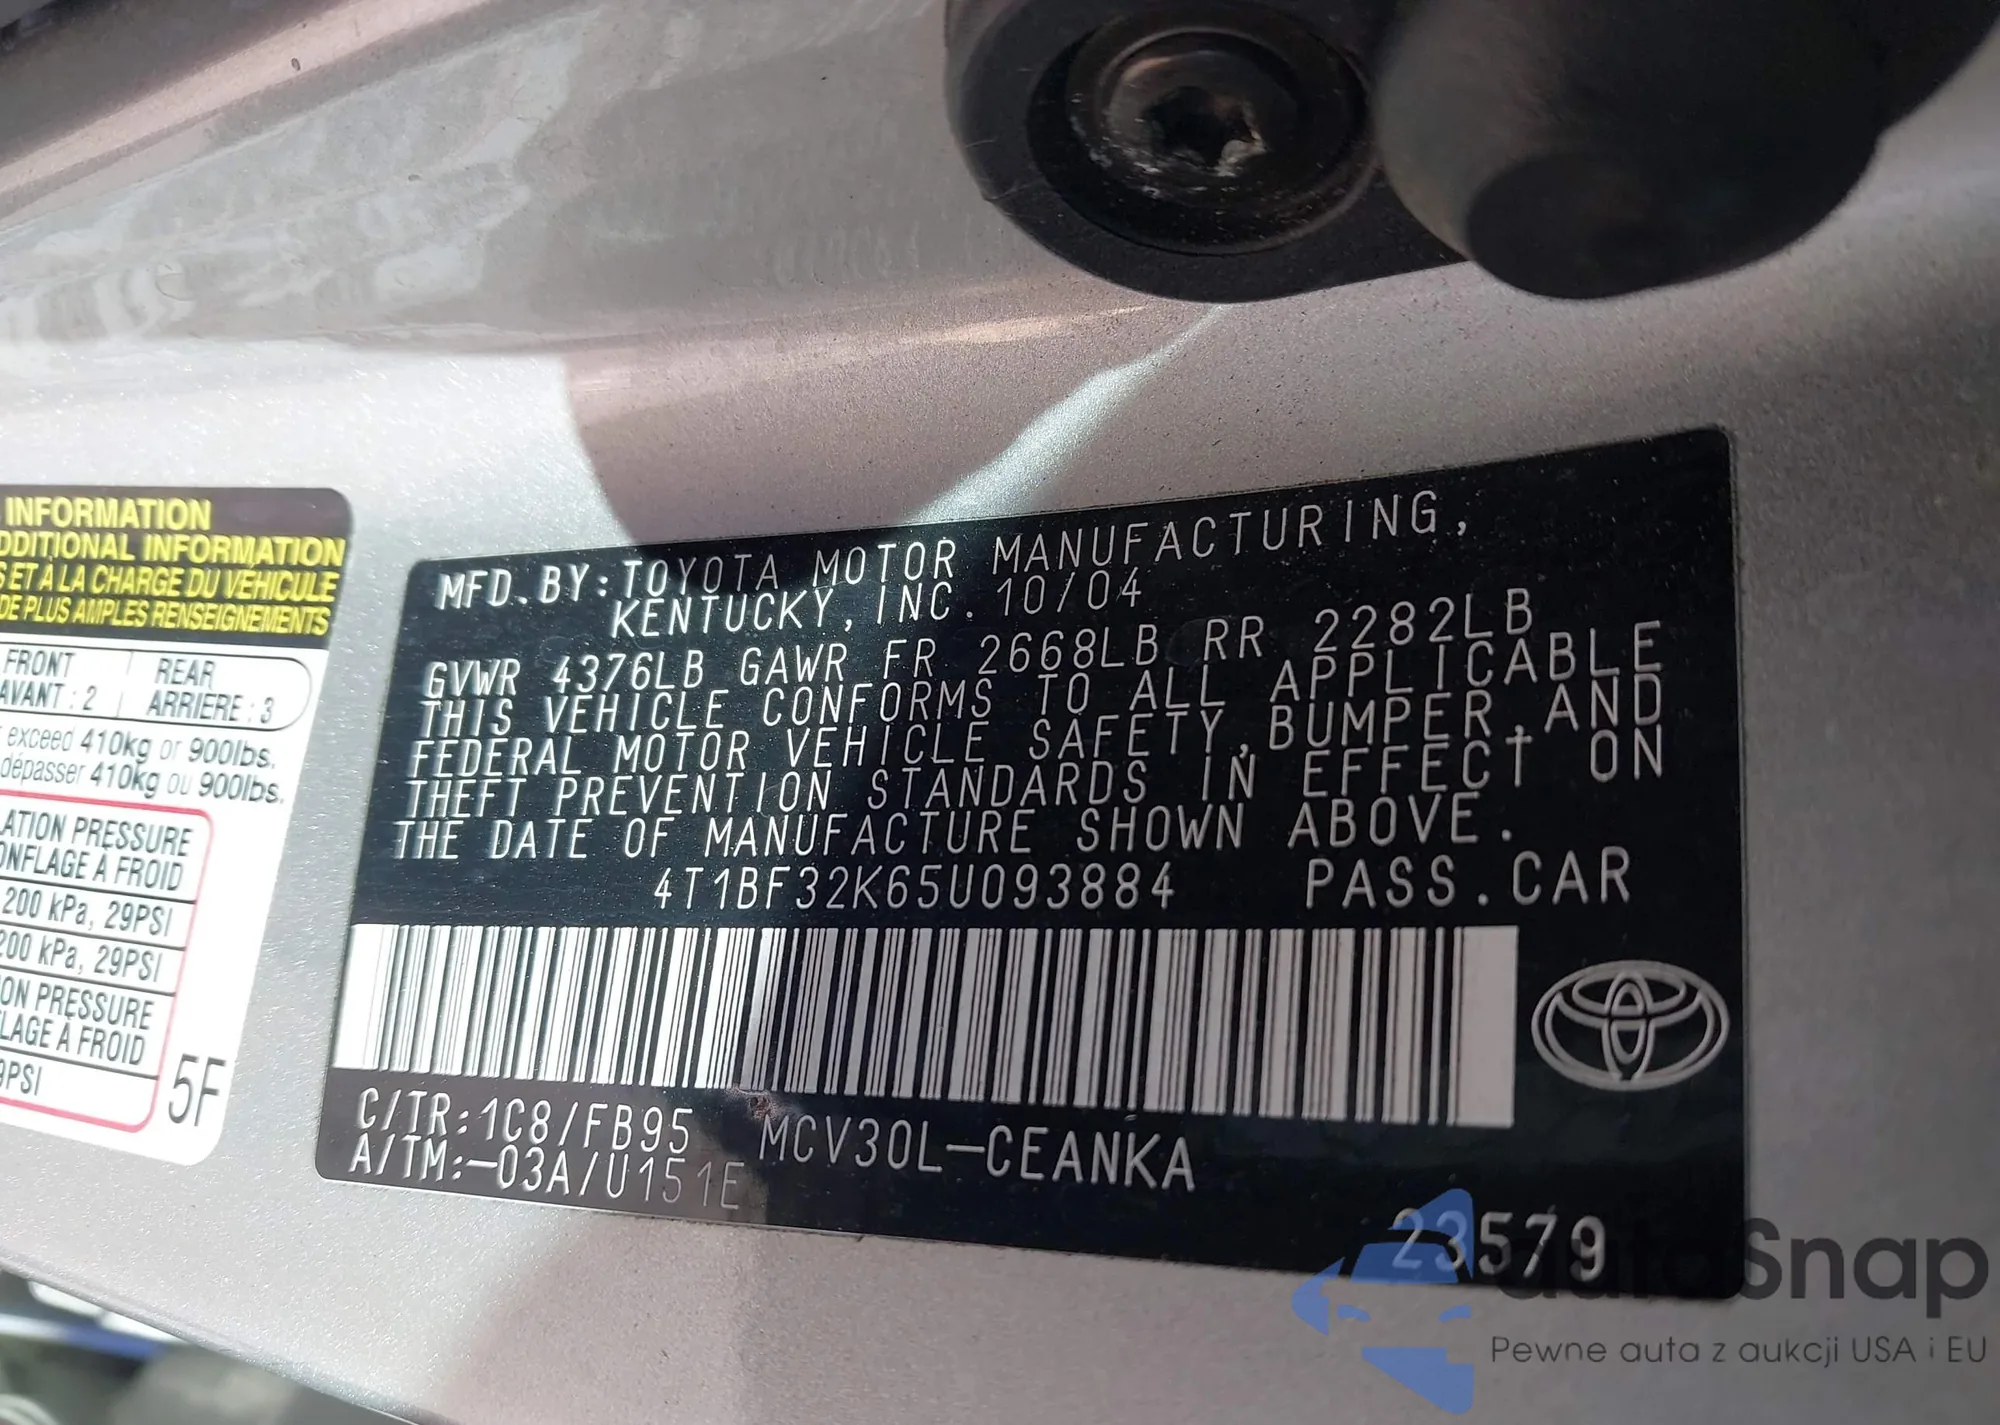 INFORMATION
DDITIONAL INFORMATION
S ET À LA CHARGE DU VÉHICULE
DE PLUS AMPLES RENSEIGNEMENTS
FRONT REAR
AVANT : 2 ARRIÈRE : 3
exceed 410kg or 900lbs.
dépasser 410kg ou 900lbs.
LATION PRESSURE
ONFLAGE À FROID
200 kPa, 29PSI
200 kPa, 29PSI
ON PRESSURE
LAGE À FROID
9PSI
5F
MFD.BY:TOYOTA MOTOR MANUFACTURING,
KENTUCKY,INC.10/04
GVWR 4376LB GAWR FR 2668LB RR 2282LB
THIS VEHICLE CONFORMS TO ALL APPLICABLE
FEDERAL MOTOR VEHICLE SAFETY,BUMPER,AND
THEFT PREVENTION STANDARDS IN EFFECT ON
THE DATE OF MANUFACTURE SHOWN ABOVE.
4T1BF32K65U093884 PASS.CAR
C/TR:1C8/FB95 MCV30L-CEANKA
A/TM:-03A/U151E
23579
autoSnap
Pewne auta z aukcji USA i EU